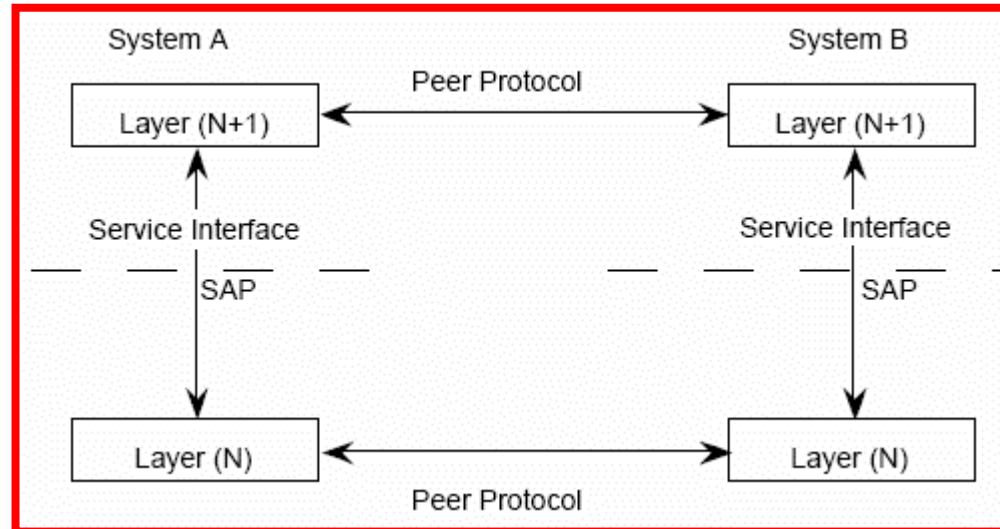 System A
System B
Peer Protocol
Layer (N+1)
Layer (N+1)
Service Interface
Service Interface
SAP
SAP
Layer (N)
Layer (N)
Peer Protocol